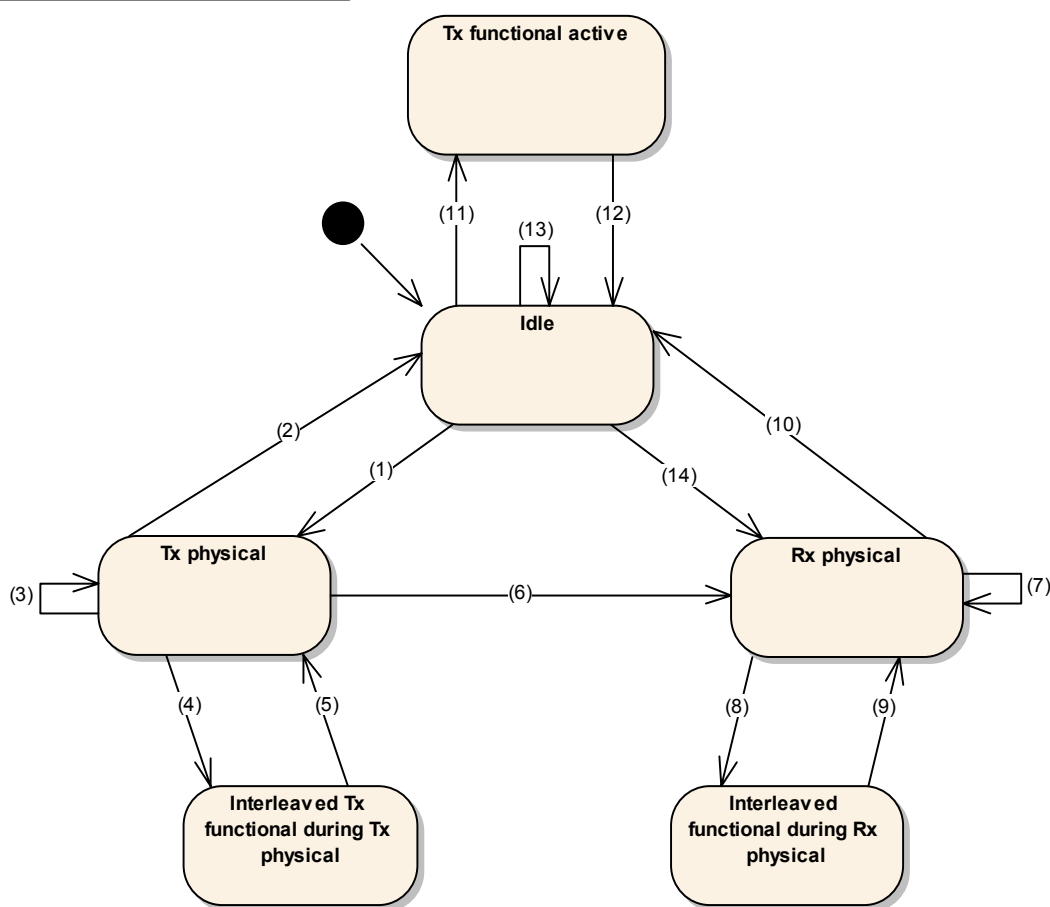 Tx functional active
(11)
(12)
(13)
Idle
(2)
(10)
(1)
(14)
Tx physical
Rx physical
(3)
(6)
(7)
(4)
(5)
(8)
(9)
Interleaved Tx
functional during Tx
physical
Interleaved
functional during Rx
physical